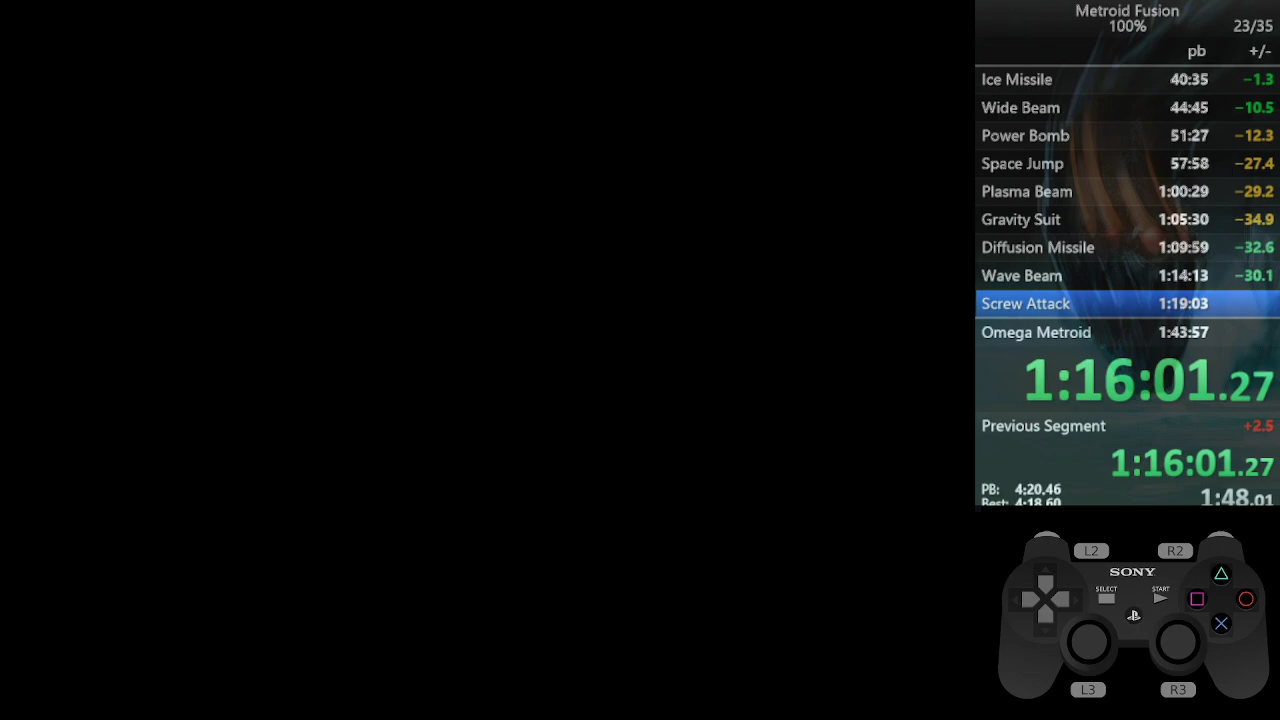 Metroid Fusion
100% 23/35
pb +/-
Ice Missile 40:35 −1.3
Wide Beam 44:45 −10.5
Power Bomb 51:27 −12.3
Space Jump 57:58 −27.4
Plasma Beam 1:00:29 −29.2
Gravity Suit 1:05:30 −34.9
Diffusion Missile 1:09:59 −32.6
Wave Beam 1:14:13 −30.1
Screw Attack 1:19:03
Omega Metroid 1:43:57
1:16:01.27
Previous Segment +2.5
1:16:01.27
PB: 4:20.46
Best: 4:18.60 1:48.01
L2 R2
SONY
SELECT START
L3 R3